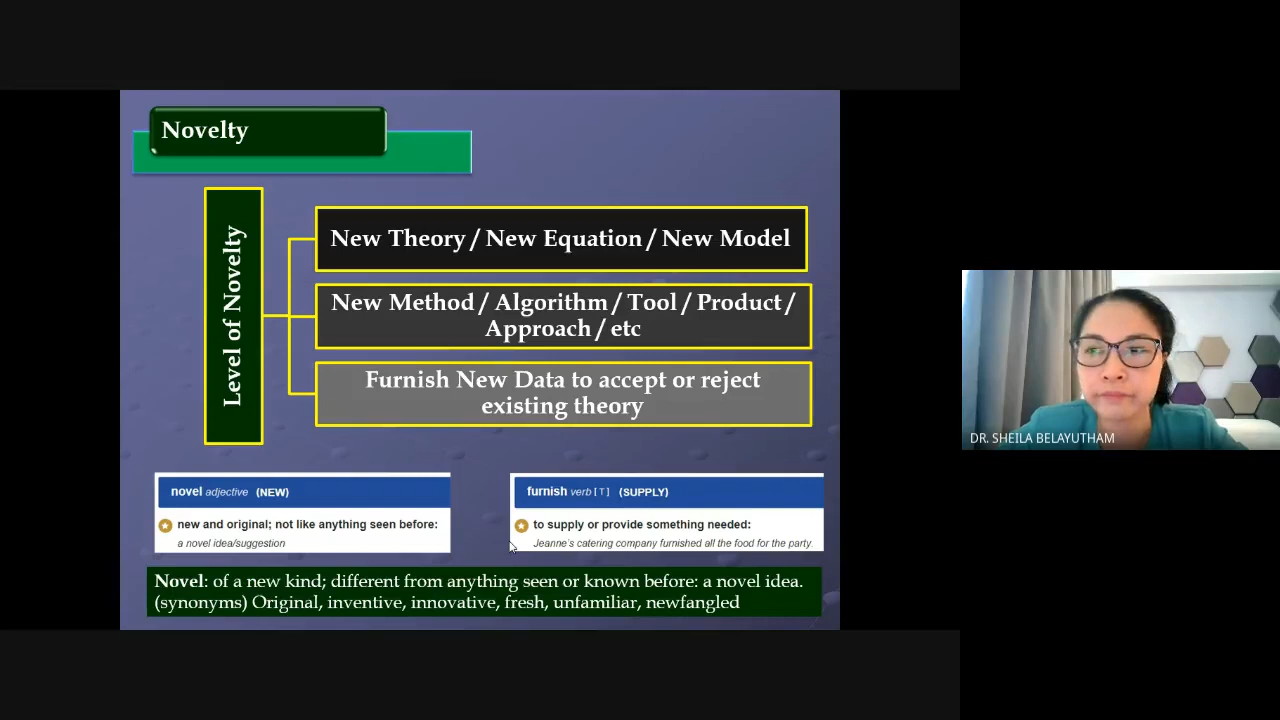 Novelty
Level of Novelty
New Theory / New Equation / New Model
New Method / Algorithm / Tool / Product /
Approach / etc
Furnish New Data to accept or reject
existing theory
novel adjective (NEW)
new and original; not like anything seen before:
a novel idea/suggestion
furnish verb [T] (SUPPLY)
to supply or provide something needed:
Jeanne's catering company furnished all the food for the party.
Novel: of a new kind; different from anything seen or known before: a novel idea.
(synonyms) Original, inventive, innovative, fresh, unfamiliar, newfangled
DR. SHEILA BELAYUTHAM